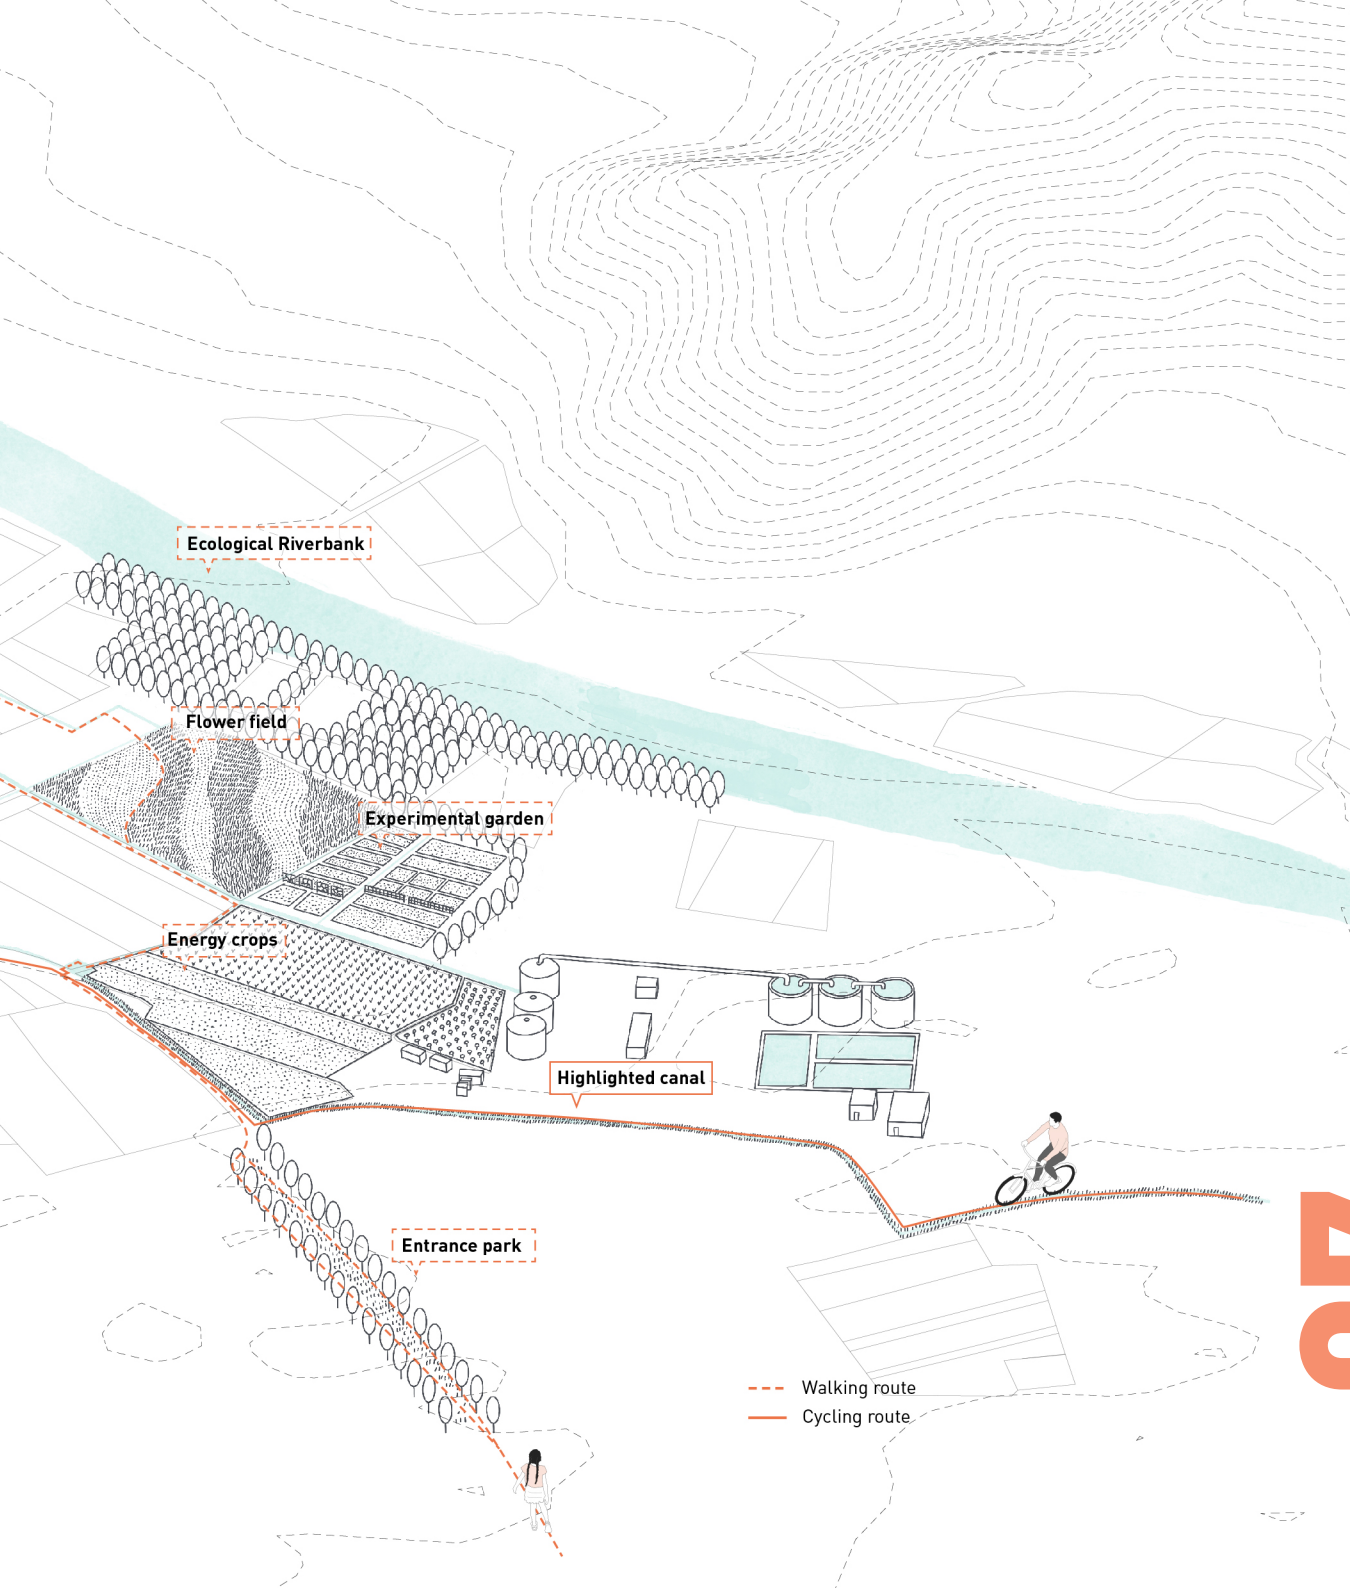 Ecological Riverbank
Flower field
Experimental garden
Energy crops
Highlighted canal
Entrance park
Walking route
Cycling route